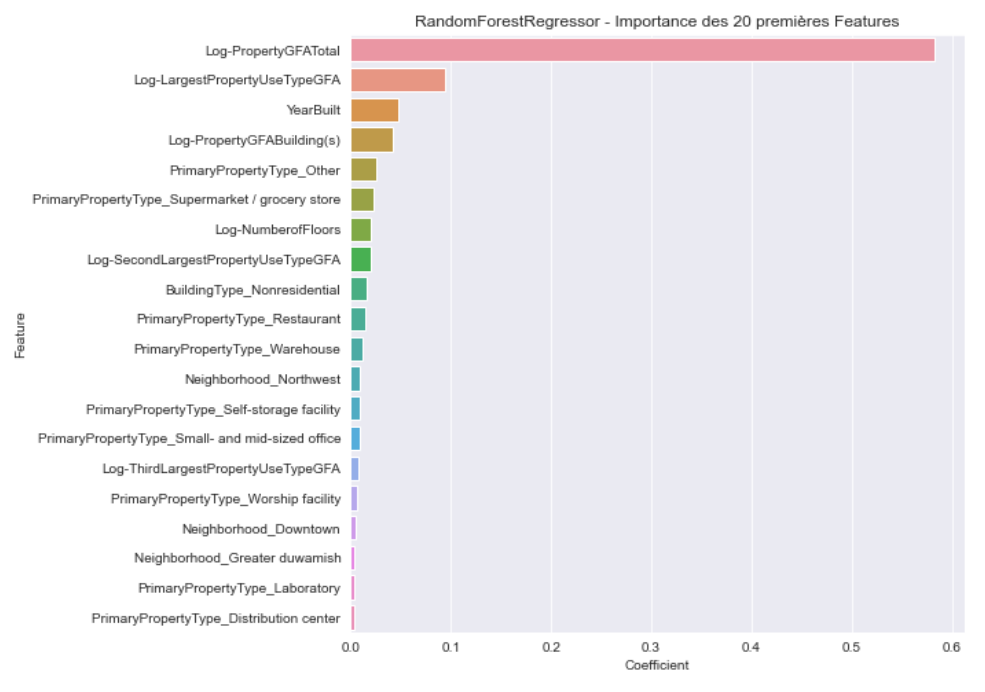 RandomForestRegressor - Importance des 20 premières Features
Log-PropertyGFATotal
Log-LargestPropertyUseTypeGFA
YearBuilt
Log-PropertyGFABuilding(s)
PrimaryPropertyType_Other
PrimaryPropertyType_Supermarket / grocery store
Log-NumberofFloors
Log-SecondLargestPropertyUseTypeGFA
BuildingType_Nonresidential
PrimaryPropertyType_Restaurant
PrimaryPropertyType_Warehouse
Neighborhood_Northwest
PrimaryPropertyType_Self-storage facility
PrimaryPropertyType_Small- and mid-sized office
Log-ThirdLargestPropertyUseTypeGFA
PrimaryPropertyType_Worship facility
Neighborhood_Downtown
Neighborhood_Greater duwamish
PrimaryPropertyType_Laboratory
PrimaryPropertyType_Distribution center
Feature
0.0 0.1 0.2 0.3 0.4 0.5 0.6
Coefficient